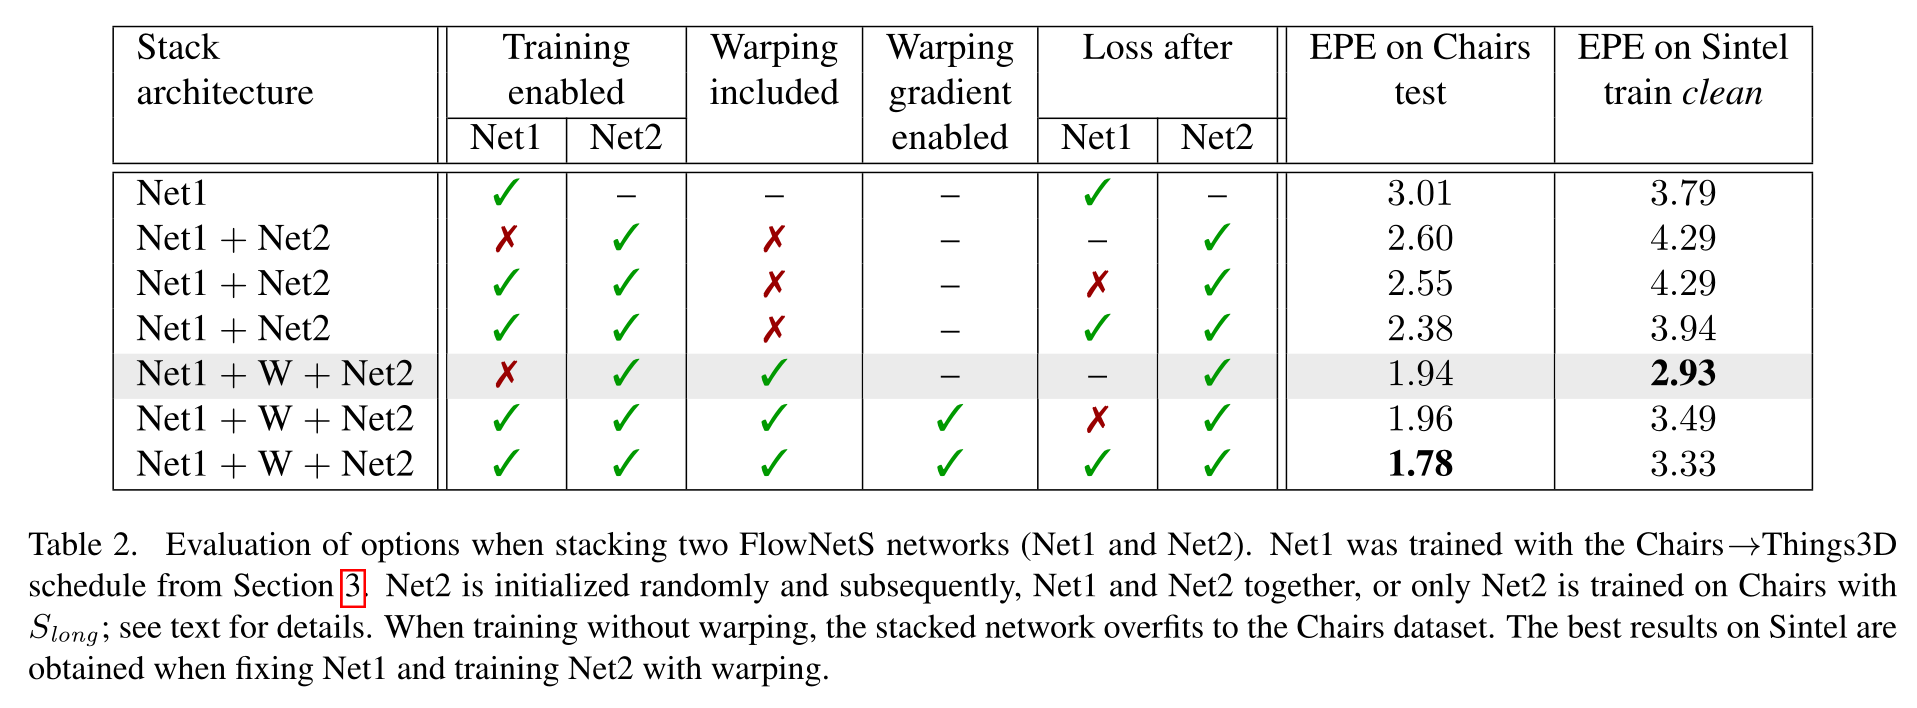 Stack Training Warping Warping Loss after EPE on Chairs EPE on Sintel
architecture enabled included gradient test train clean
Net1 Net2 enabled Net1 Net2
Net1 ✓ – – – ✓ – 3.01 3.79
Net1 + Net2 ✗ ✓ ✗ – – ✓ 2.60 4.29
Net1 + Net2 ✓ ✓ ✗ – ✗ ✓ 2.55 4.29
Net1 + Net2 ✓ ✓ ✗ – ✓ ✓ 2.38 3.94
Net1 + W + Net2 ✗ ✓ ✓ – – ✓ 1.94 2.93
Net1 + W + Net2 ✓ ✓ ✓ ✓ ✗ ✓ 1.96 3.49
Net1 + W + Net2 ✓ ✓ ✓ ✓ ✓ ✓ 1.78 3.33
Table 2. Evaluation of options when stacking two FlowNetS networks (Net1 and Net2). Net1 was trained with the Chairs→Things3D
schedule from Section 3. Net2 is initialized randomly and subsequently, Net1 and Net2 together, or only Net2 is trained on Chairs with
S_long; see text for details. When training without warping, the stacked network overfits to the Chairs dataset. The best results on Sintel are
obtained when fixing Net1 and training Net2 with warping.